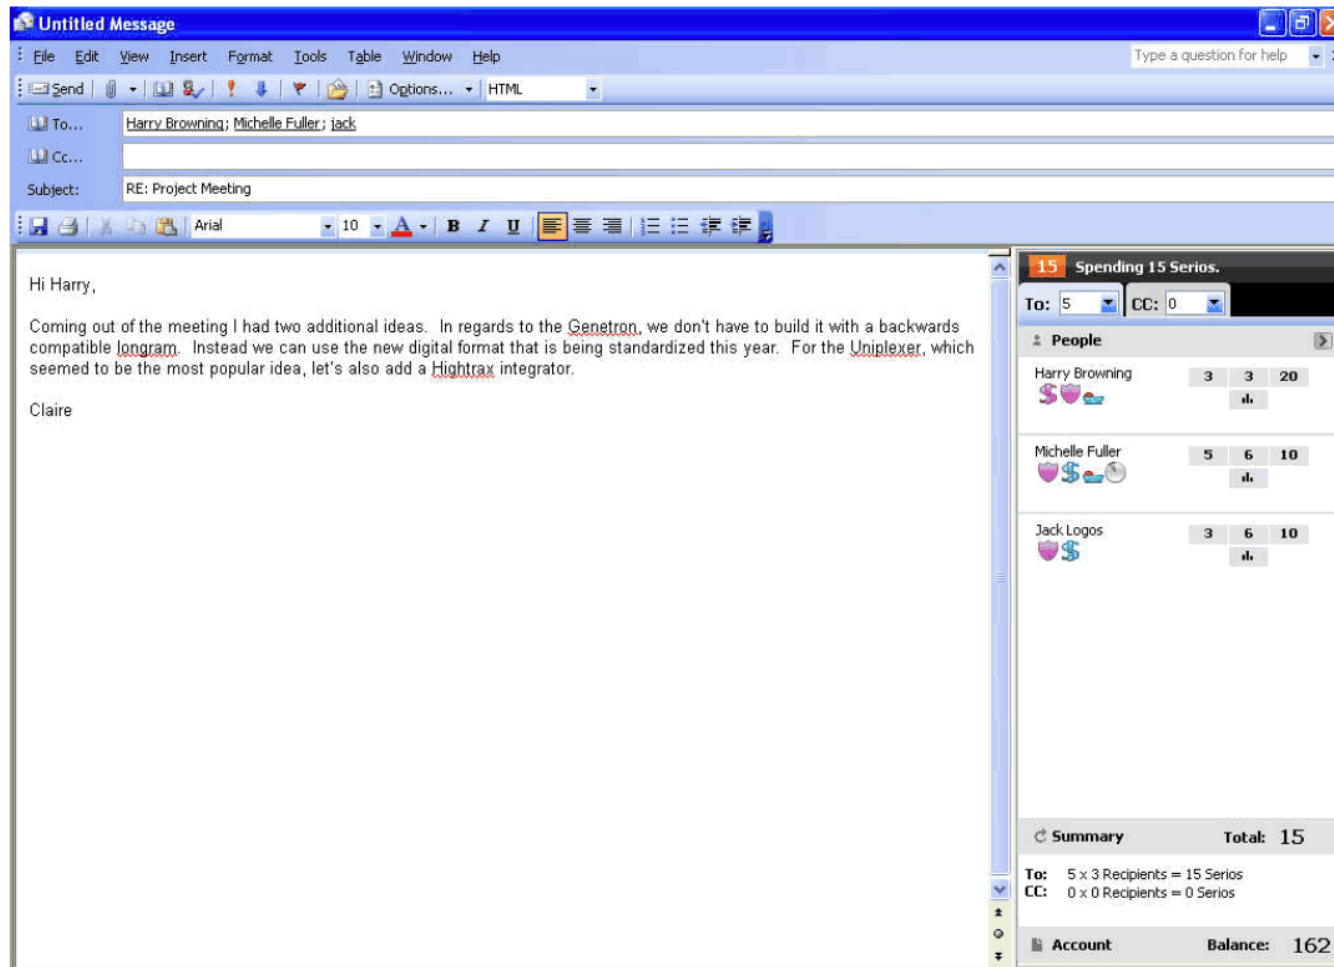 Untitled Message
File Edit View Insert Format Tools Table Window Help Type a question for help
Send Options... HTML
To... Harry Browning; Michelle Fuller; jack
Cc...
Subject: RE: Project Meeting
Arial 10 A B I U
Hi Harry,
Coming out of the meeting I had two additional ideas. In regards to the Genetron, we don't have to build it with a backwards
compatible longram. Instead we can use the new digital format that is being standardized this year. For the Uniplexer, which
seemed to be the most popular idea, let's also add a Hightrax integrator.
Claire
15 Spending 15 Serios.
To: 5 CC: 0
People
Harry Browning 3 3 20
Michelle Fuller 5 6 10
Jack Logos 3 6 10
Summary Total: 15
To: 5 x 3 Recipients = 15 Serios
CC: 0 x 0 Recipients = 0 Serios
Account Balance: 162